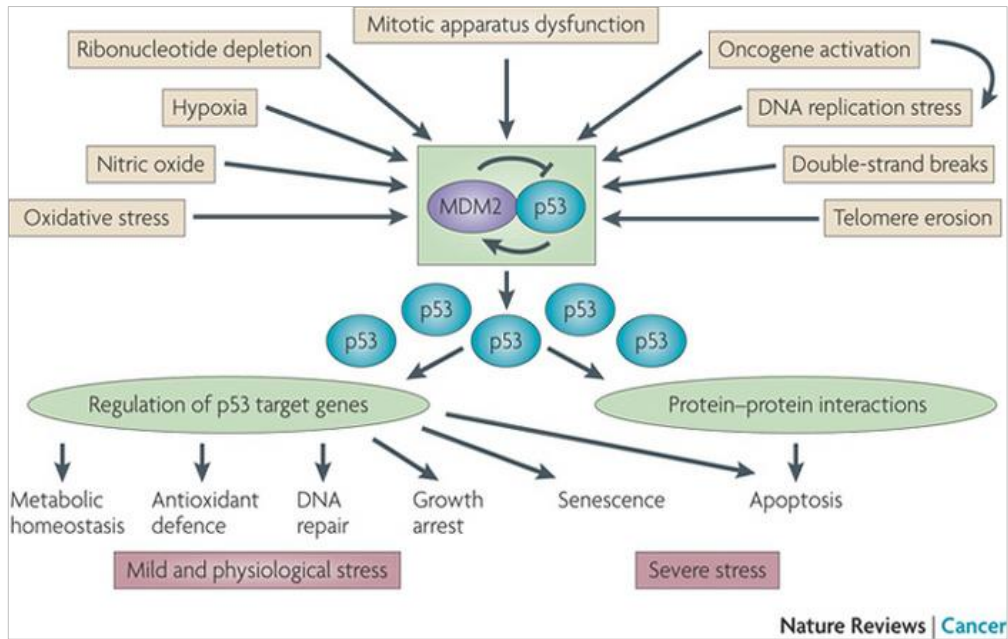 Mitotic apparatus dysfunction
Ribonucleotide depletion
Oncogene activation
Hypoxia
DNA replication stress
Nitric oxide
Double-strand breaks
Oxidative stress
Telomere erosion
MDM2
p53
p53
p53
p53
p53
p53
Regulation of p53 target genes
Protein–protein interactions
Metabolic
homeostasis
Antioxidant
defence
DNA
repair
Growth
arrest
Senescence
Apoptosis
Mild and physiological stress
Severe stress
Nature Reviews | Cancer